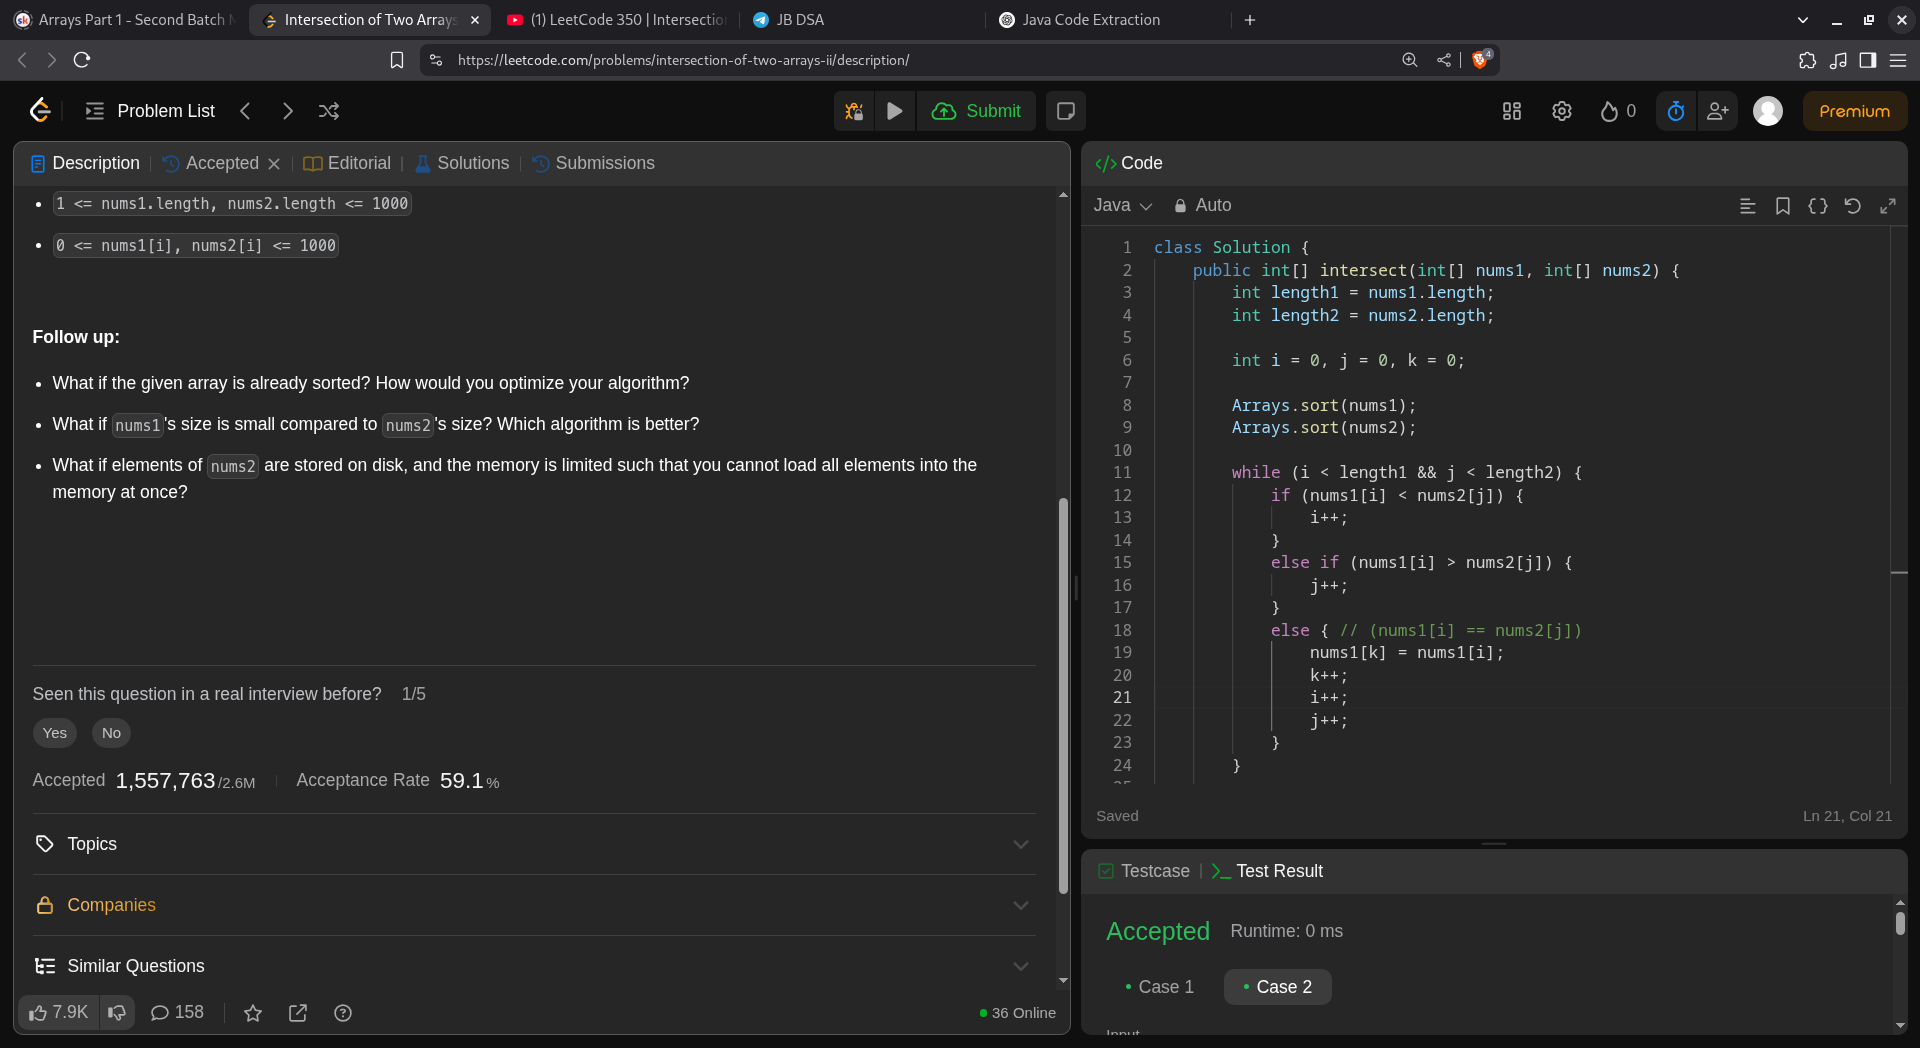 Arrays Part 1 - Second Batch
Intersection of Two Arrays
(1) LeetCode 350 | Intersectio
JB DSA
Java Code Extraction
https://leetcode.com/problems/intersection-of-two-arrays-ii/description/
4
Problem List
Submit
0
Premium
Description
Accepted
Editorial
Solutions
Submissions
1 <= nums1.length, nums2.length <= 1000
0 <= nums1[i], nums2[i] <= 1000
Follow up:
What if the given array is already sorted? How would you optimize your algorithm?
What if nums1's size is small compared to nums2's size? Which algorithm is better?
What if elements of nums2 are stored on disk, and the memory is limited such that you cannot load all elements into the
memory at once?
Seen this question in a real interview before? 1/5
Yes No
Accepted 1,557,763/2.6M Acceptance Rate 59.1%
Topics
Companies
Similar Questions
7.9K 158 36 Online
</> Code
Java Auto
1 class Solution {
2 public int[] intersect(int[] nums1, int[] nums2) {
3 int length1 = nums1.length;
4 int length2 = nums2.length;
5
6 int i = 0, j = 0, k = 0;
7
8 Arrays.sort(nums1);
9 Arrays.sort(nums2);
10
11 while (i < length1 && j < length2) {
12 if (nums1[i] < nums2[j]) {
13 i++;
14 }
15 else if (nums1[i] > nums2[j]) {
16 j++;
17 }
18 else { // (nums1[i] == nums2[j])
19 nums1[k] = nums1[i];
20 k++;
21 i++;
22 j++;
23 }
24 }
Saved Ln 21, Col 21
Testcase
Test Result
Accepted Runtime: 0 ms
Case 1 Case 2